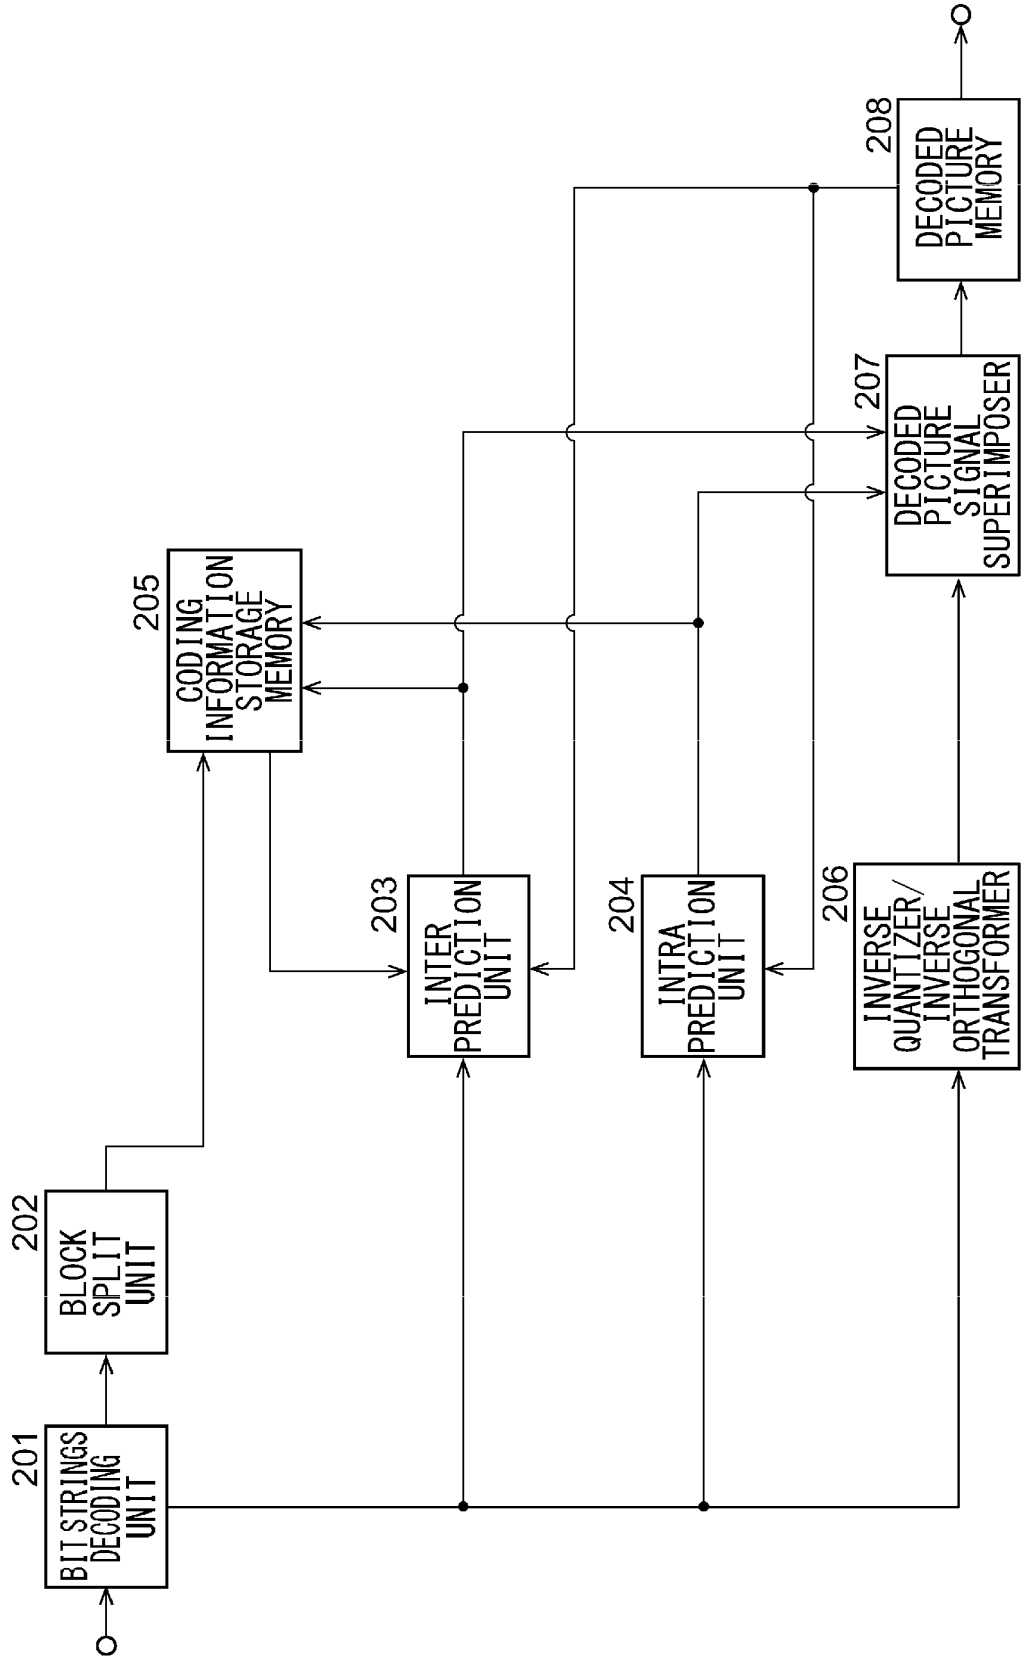 201
BIT STRINGS
DECODING
UNIT
202
BLOCK
SPLIT
UNIT
205
CODING
INFORMATION
STORAGE
MEMORY
203
INTER
PREDICTION
UNIT
204
INTRA
PREDICTION
UNIT
206
INVERSE
QUANTIZER/
INVERSE
ORTHOGONAL
TRANSFORMER
207
DECODED
PICTURE
SIGNAL
SUPERIMPOSER
208
DECODED
PICTURE
MEMORY